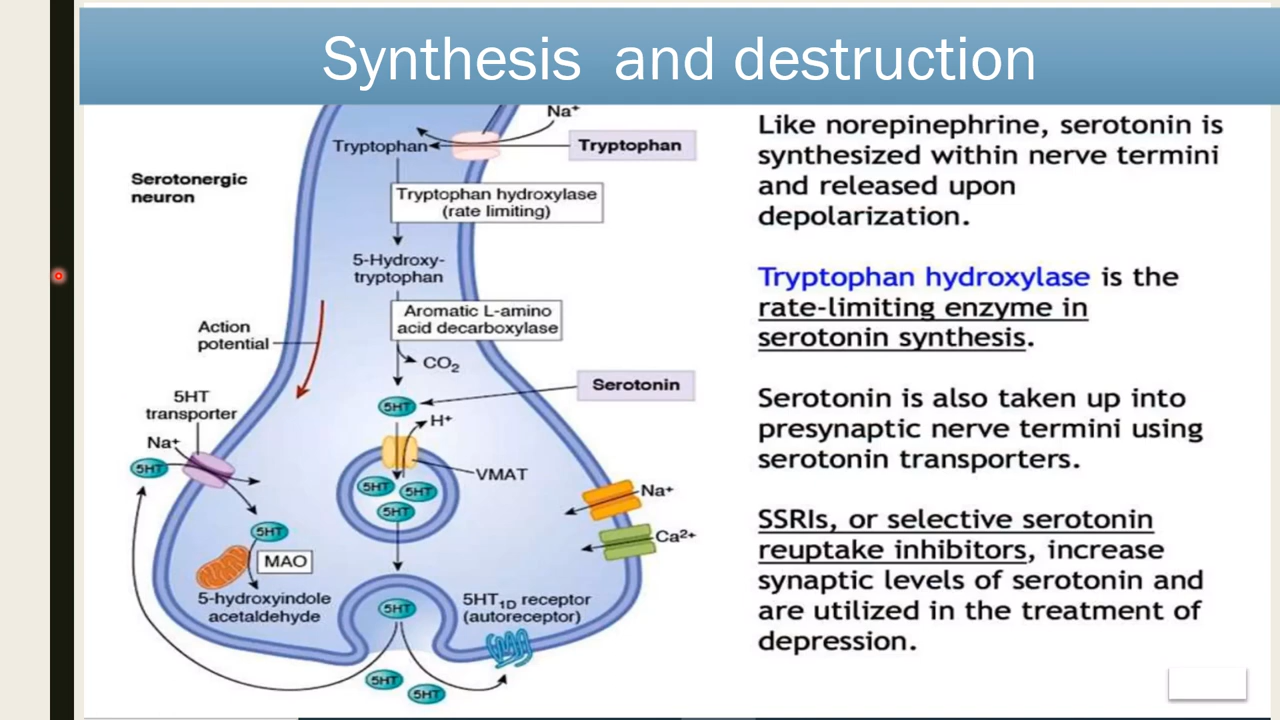 Synthesis  and destruction
Na⁺
Tryptophan
Tryptophan
Serotonergic
neuron
Tryptophan hydroxylase
(rate limiting)
5-Hydroxy-
tryptophan
Aromatic L-amino
acid decarboxylase
Action
potential
CO₂
Serotonin
5HT
H⁺
5HT
transporter
Na⁺
5HT
VMAT
5HT
5HT
5HT
Na⁺
Ca²⁺
5HT
MAO
5-hydroxyindole
acetaldehyde
5HT
5HT₁D receptor
(autoreceptor)
5HT
5HT
Like norepinephrine, serotonin is
synthesized within nerve termini
and released upon
depolarization.
Tryptophan hydroxylase is the
rate-limiting enzyme in
serotonin synthesis.
Serotonin is also taken up into
presynaptic nerve termini using
serotonin transporters.
SSRIs, or selective serotonin
reuptake inhibitors, increase
synaptic levels of serotonin and
are utilized in the treatment of
depression.